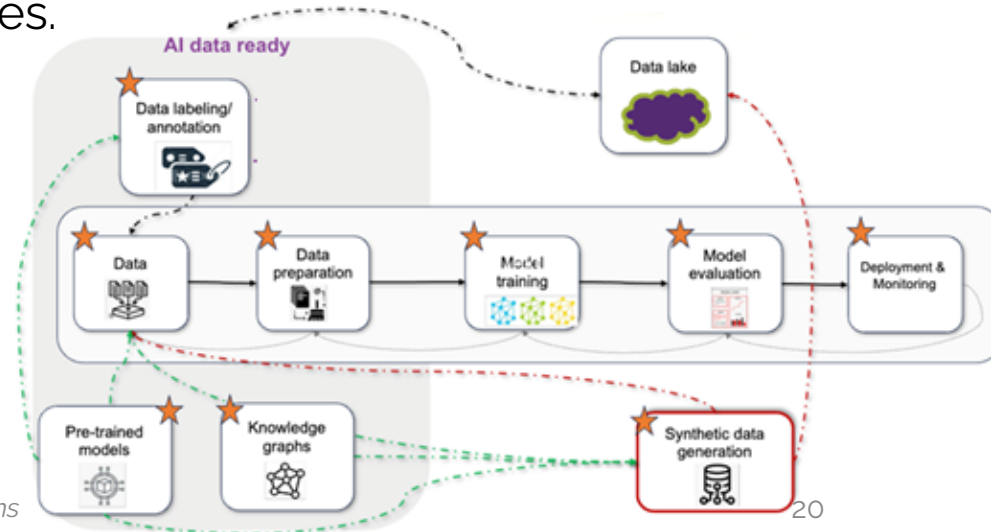 es.
AI data ready
Data lake
Data labeling/
annotation
Data
Data
preparation
Model
training
Model
evaluation
Deployment &
Monitoring
Pre-trained
models
Knowledge
graphs
Synthetic data
generation
ns
20